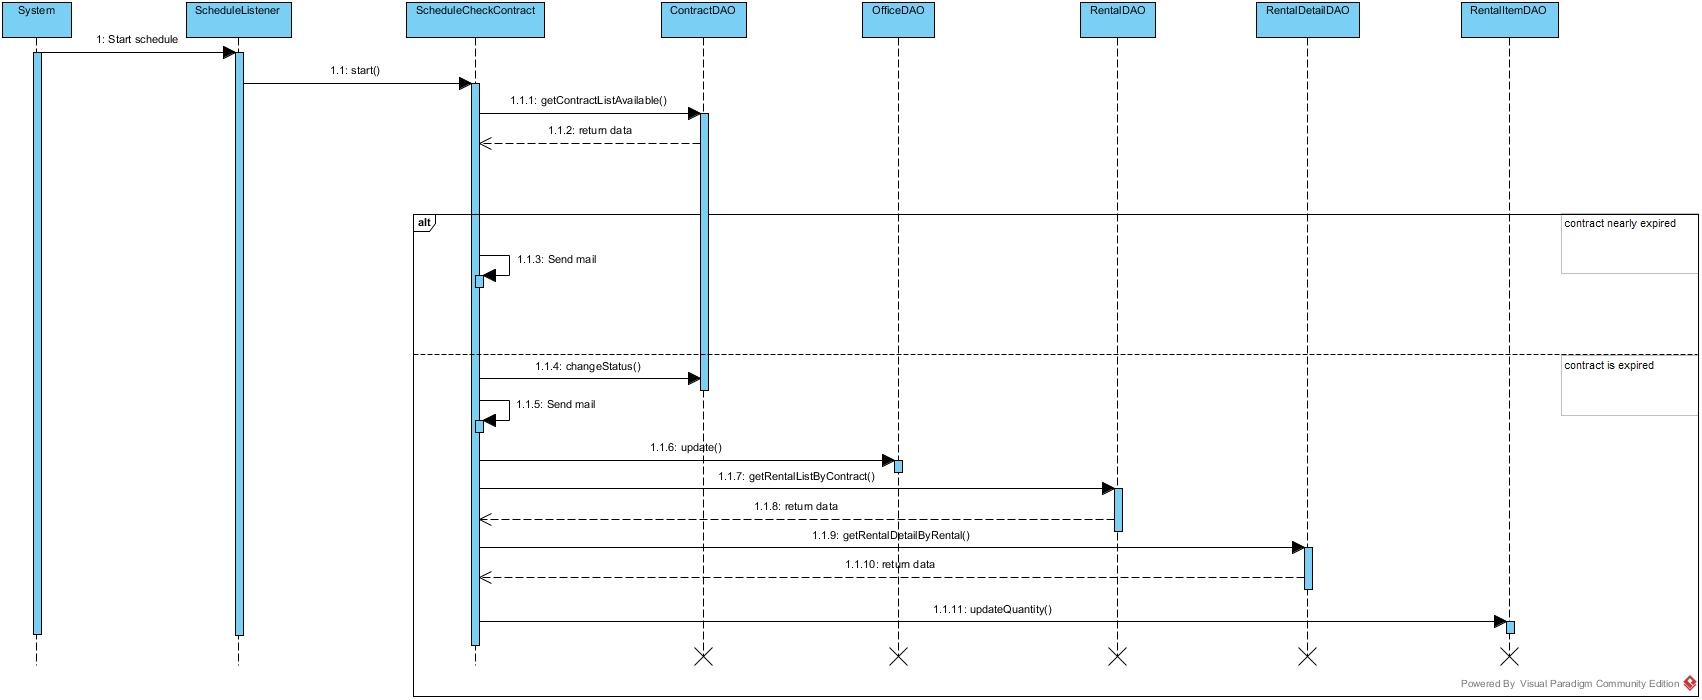 System
ScheduleListener
ScheduleCheckContract
ContractDAO
OfficeDAO
RentalDAO
RentalDetailDAO
RentalItemDAO
1: Start schedule
1.1: start()
1.1.1: getContractListAvailable()
1.1.2: return data
alt
contract nearly expired
1.1.3: Send mail
1.1.4: changeStatus()
contract is expired
1.1.5: Send mail
1.1.6: update()
1.1.7: getRentalListByContract()
1.1.8: return data
1.1.9: getRentalDetailByRental()
1.1.10: return data
1.1.11: updateQuantity()
Powered By Visual Paradigm Community Edition